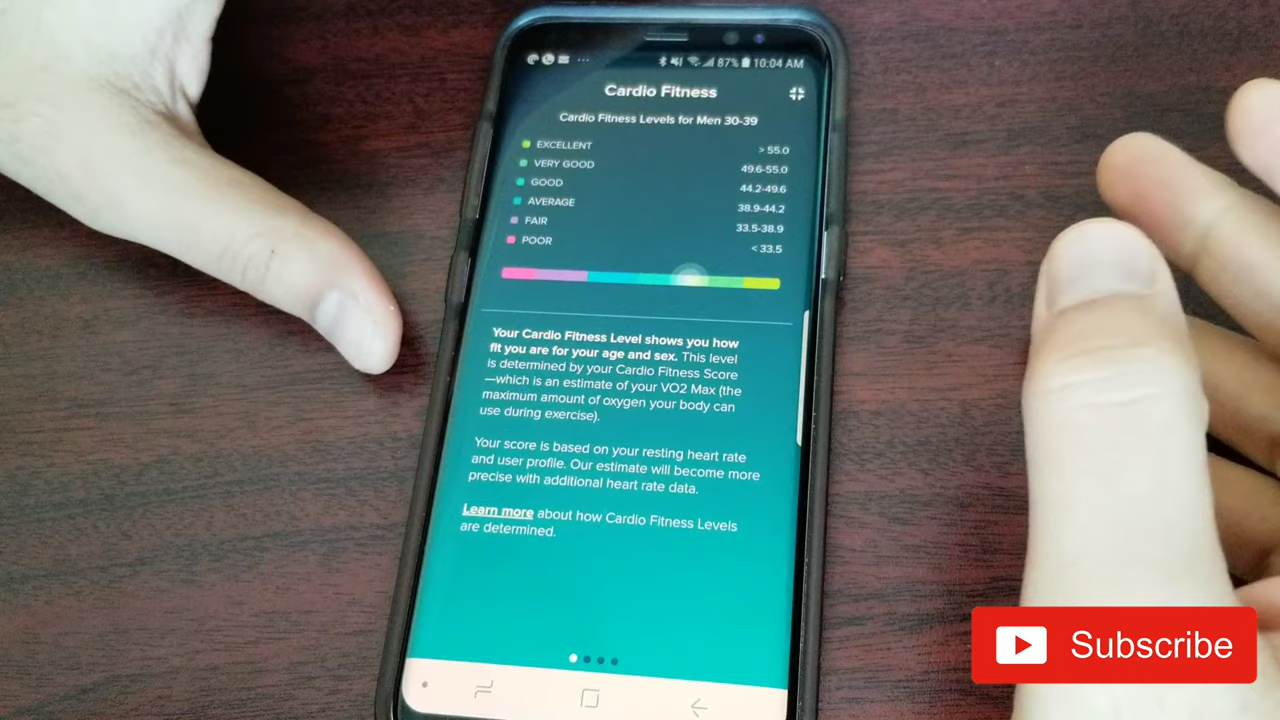 87% 10:04 AM
Cardio Fitness
Cardio Fitness Levels for Men 30-39
EXCELLENT > 55.0
VERY GOOD 49.6-55.0
GOOD 44.2-49.6
AVERAGE 38.9-44.2
FAIR 33.5-38.9
POOR < 33.5
Your Cardio Fitness Level shows you how
fit you are for your age and sex. This level
is determined by your Cardio Fitness Score
—which is an estimate of your VO2 Max (the
maximum amount of oxygen your body can
use during exercise).
Your score is based on your resting heart rate
and user profile. Our estimate will become more
precise with additional heart rate data.
Learn more about how Cardio Fitness Levels
are determined.
Subscribe